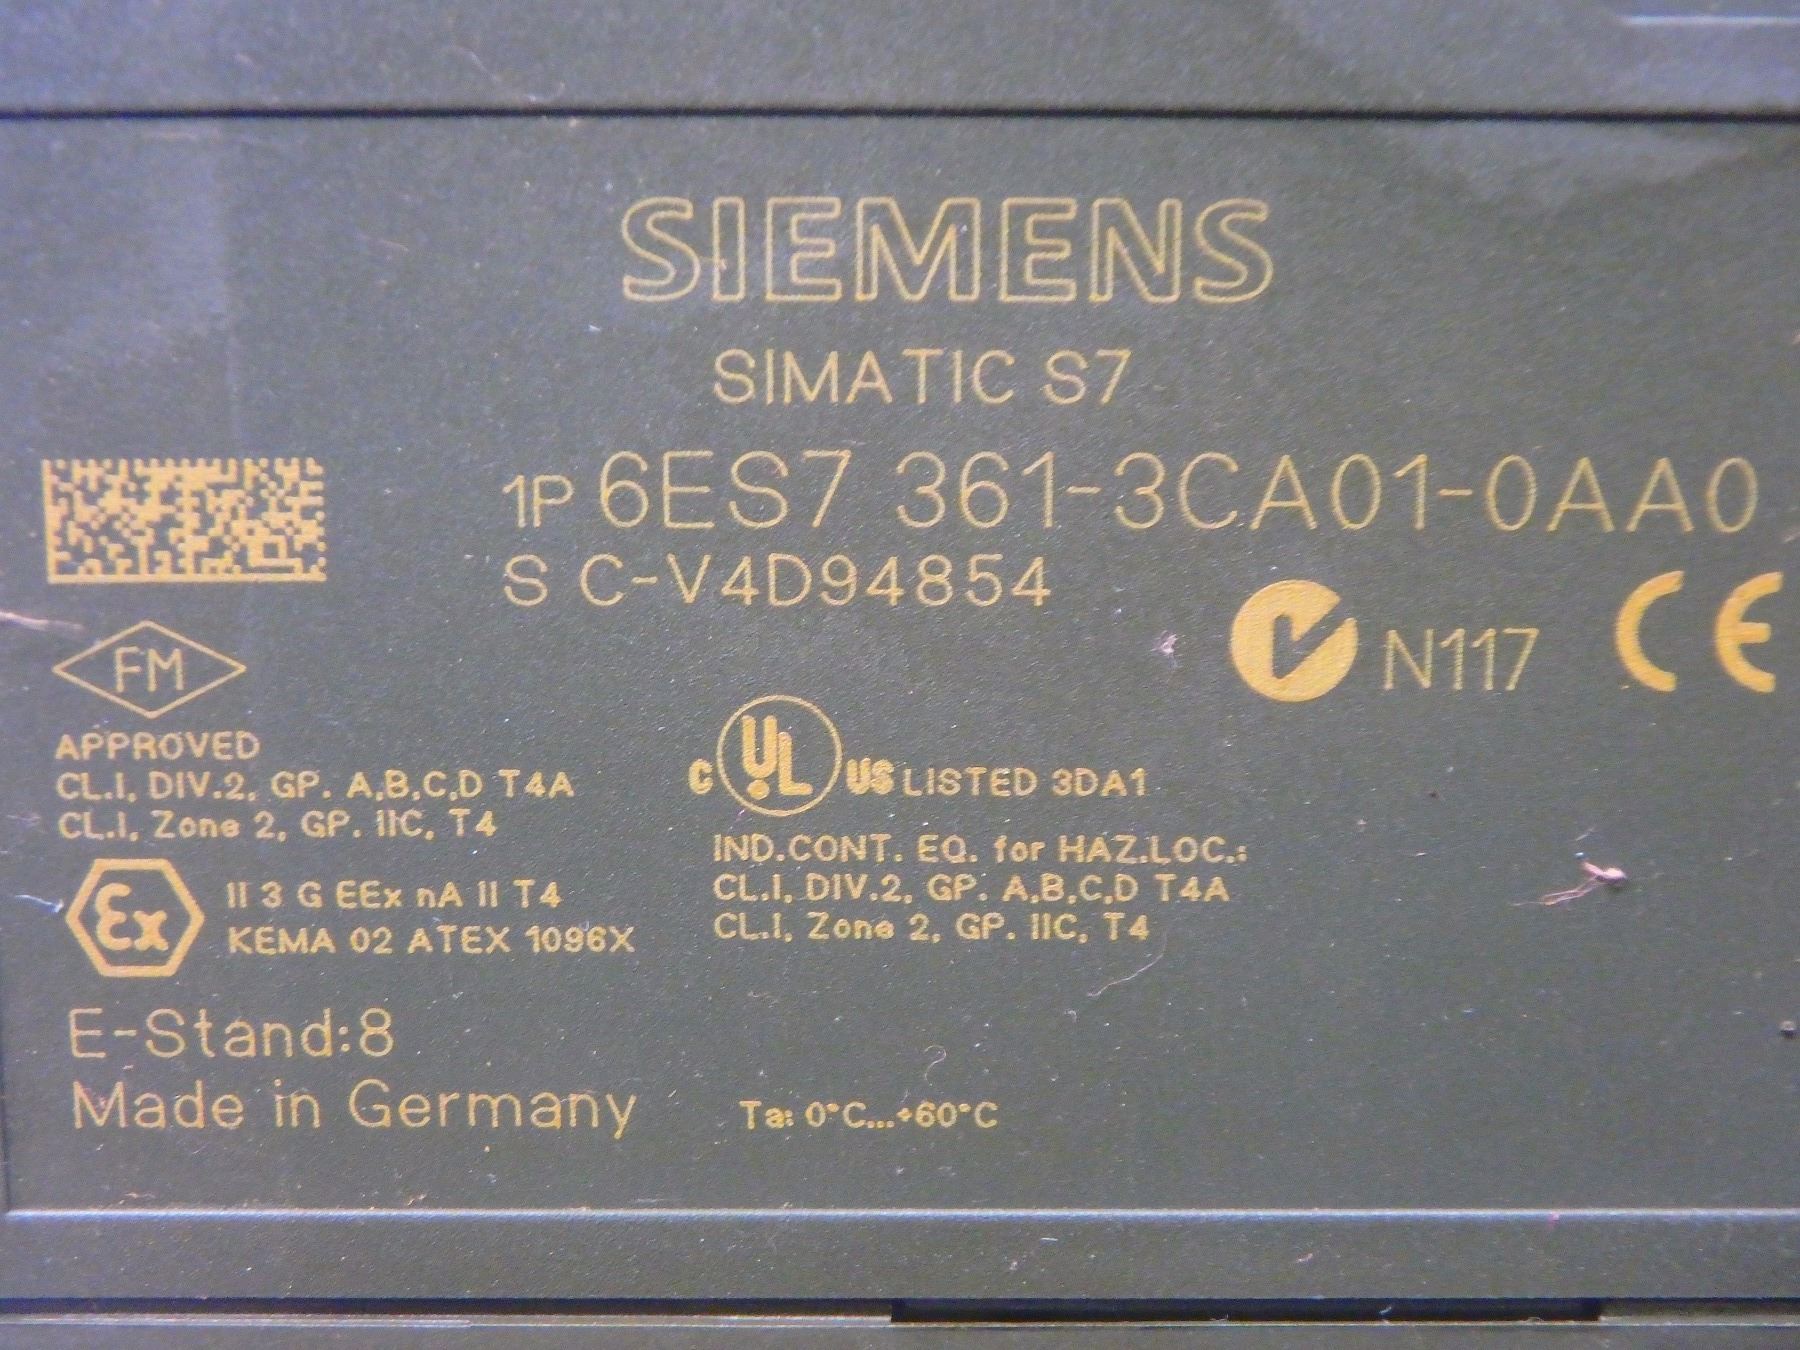 SIEMENS
SIMATIC S7
1P 6ES7 361-3CA01-0AA0
S C-V4D94854
N117 CE
FM
APPROVED
CL.I, DIV.2, GP. A,B,C,D T4A
CL.I, Zone 2, GP. IIC, T4
C UL US LISTED 3DA1
IND.CONT. EQ. for HAZ.LOC.:
CL.I, DIV.2, GP. A,B,C,D T4A
CL.I, Zone 2, GP. IIC, T4
Ex II 3 G EEx nA II T4
KEMA 02 ATEX 1096X
E-Stand:8
Made in Germany
Ta: 0°C...+60°C